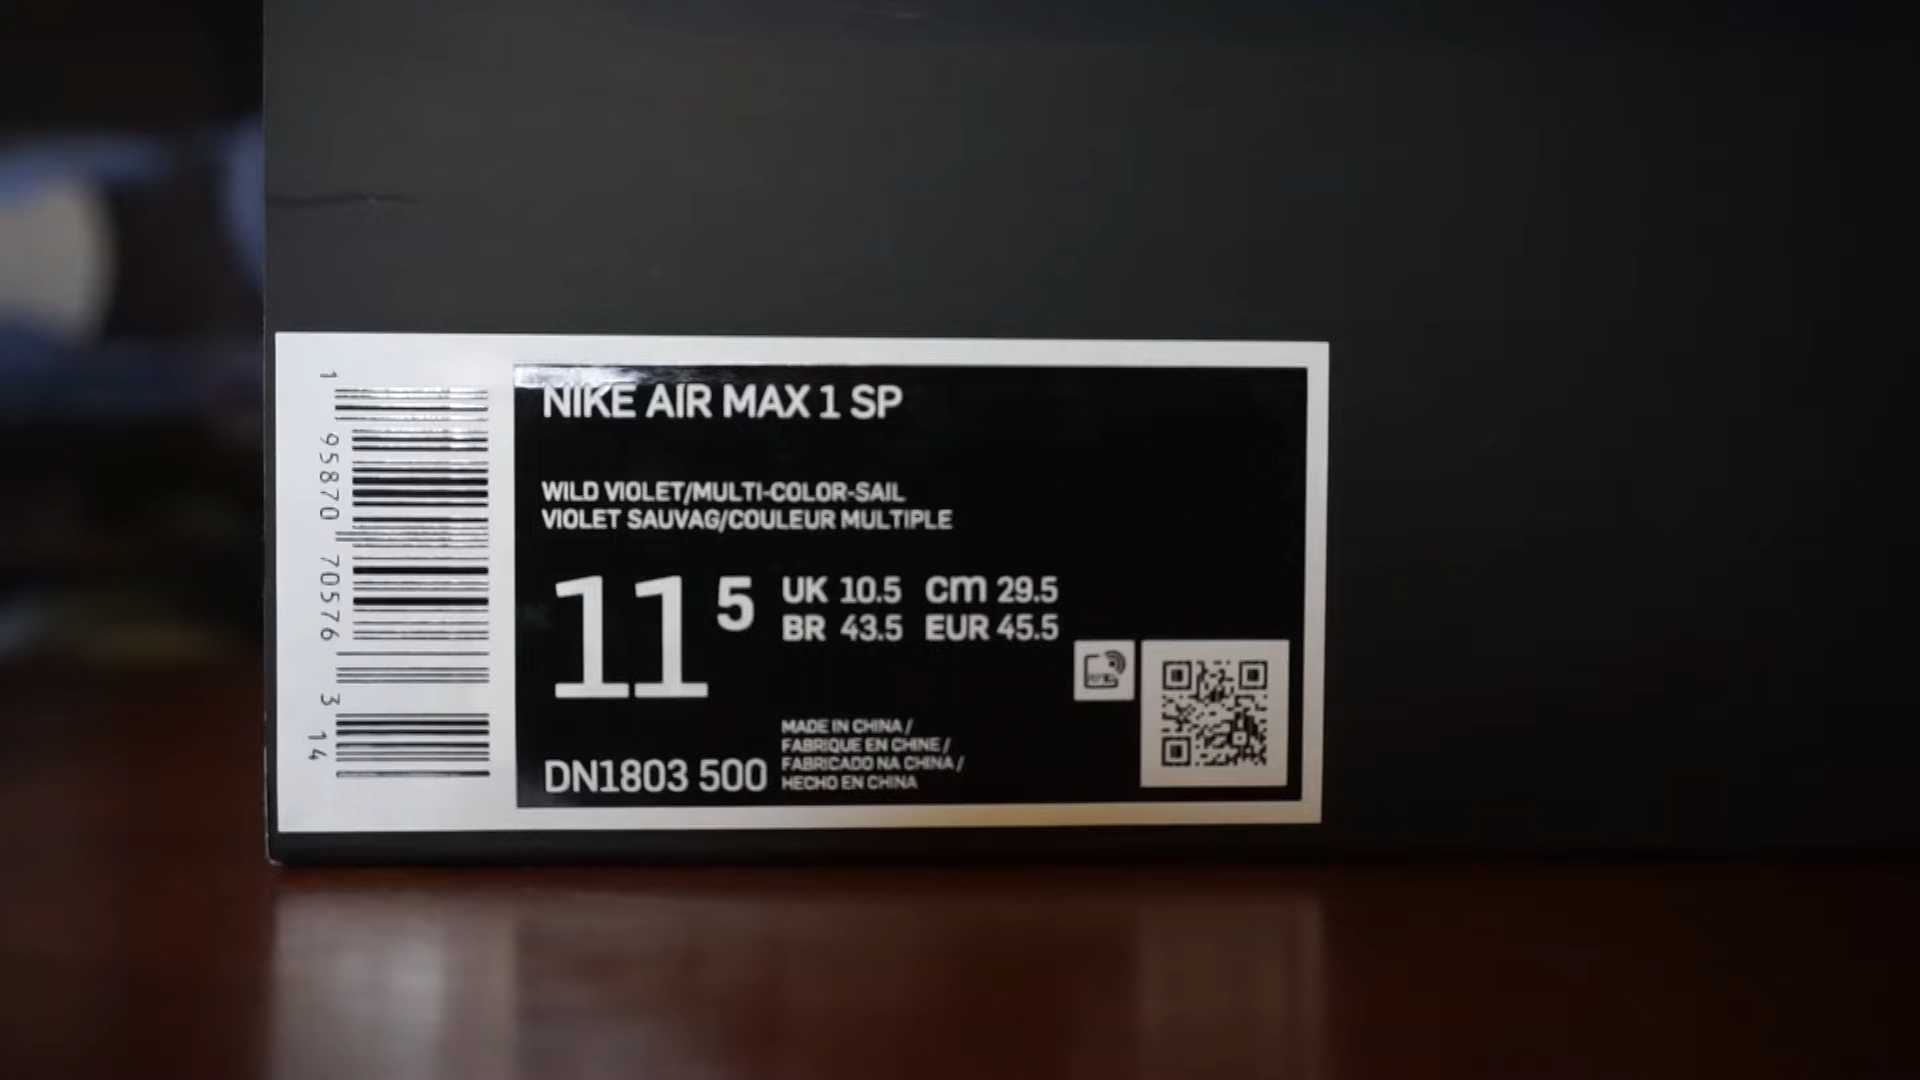 1 95870 70576 3 14
NIKE AIR MAX 1 SP
WILD VIOLET/MULTI-COLOR-SAIL
VIOLET SAUVAG/COULEUR MULTIPLE
11 5
UK 10.5 cm 29.5
BR 43.5 EUR 45.5
DN1803 500
MADE IN CHINA /
FABRIQUE EN CHINE /
FABRICADO NA CHINA /
HECHO EN CHINA